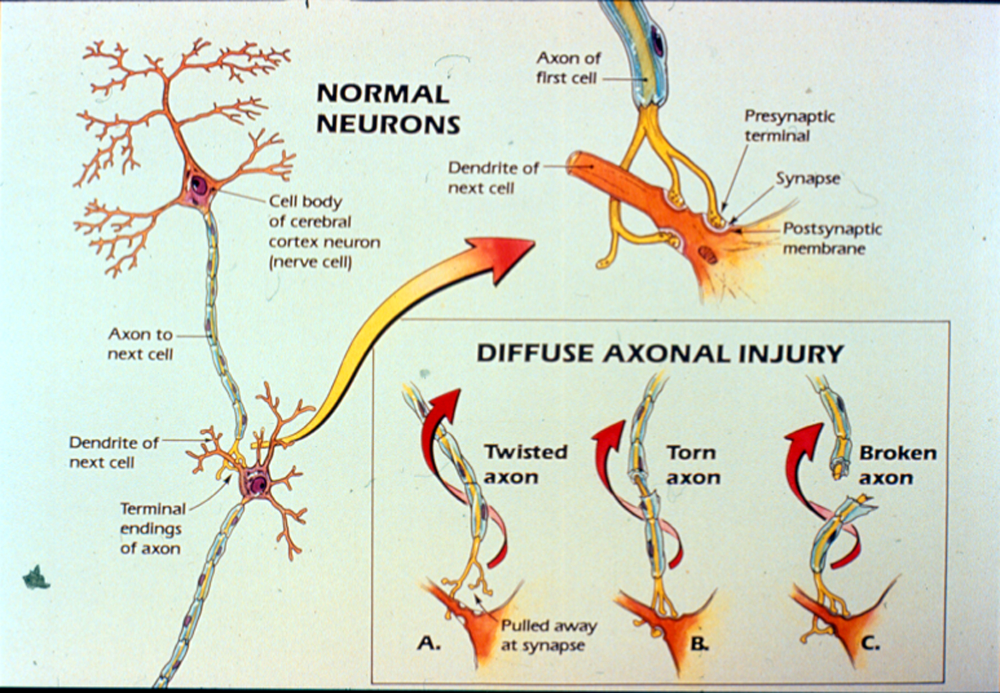 NORMAL
NEURONS
Axon of
first cell
Presynaptic
terminal
Dendrite of
next cell
Synapse
Postsynaptic
membrane
Cell body
of cerebral
cortex neuron
(nerve cell)
Axon to
next cell
Dendrite of
next cell
Terminal
endings
of axon
DIFFUSE AXONAL INJURY
Twisted
axon
Torn
axon
Broken
axon
Pulled away
at synapse
A.
B.
C.